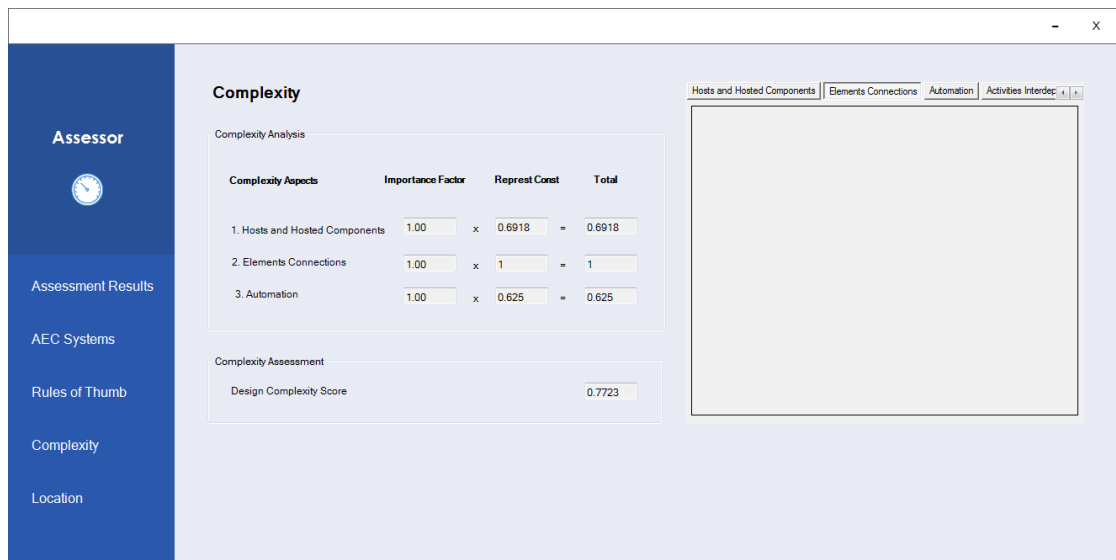 - X
Assessor
Assessment Results
AEC Systems
Rules of Thumb
Complexity
Location
Complexity
Complexity Analysis
Complexity Aspects Importance Factor Represt Const Total
1. Hosts and Hosted Components 1.00 x 0.6918 = 0.6918
2. Elements Connections 1.00 x 1 = 1
3. Automation 1.00 x 0.625 = 0.625
Complexity Assessment
Design Complexity Score 0.7723
Hosts and Hosted Components Elements Connections Automation Activities Interdep